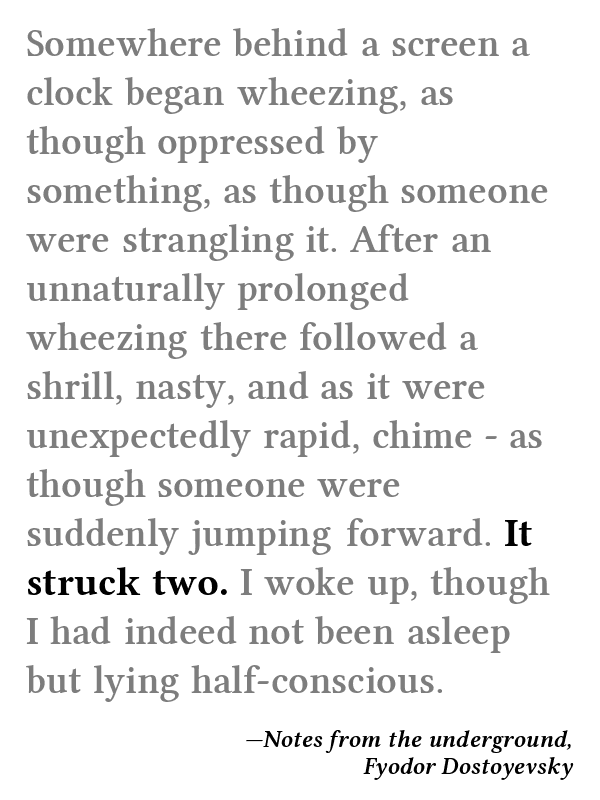 Somewhere behind a screen a
clock began wheezing, as
though oppressed by
something, as though someone
were strangling it. After an
unnaturally prolonged
wheezing there followed a
shrill, nasty, and as it were
unexpectedly rapid, chime - as
though someone were
suddenly jumping forward. It
struck two. I woke up, though
I had indeed not been asleep
but lying half-conscious.
—Notes from the underground,
Fyodor Dostoyevsky